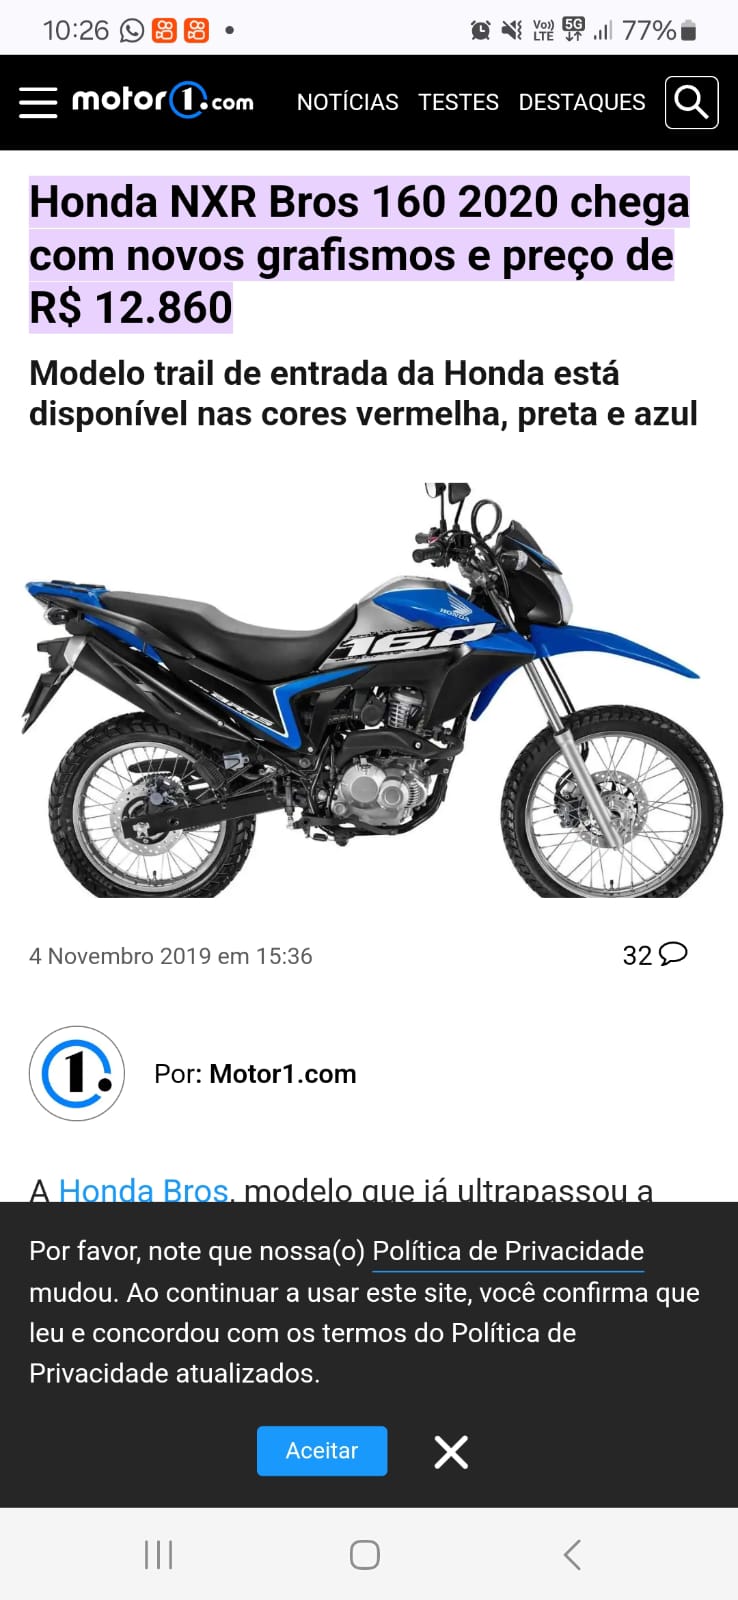 10:26
Vo))
LTE
5G
77%
motor1.com
NOTÍCIAS TESTES DESTAQUES
Honda NXR Bros 160 2020 chega
com novos grafismos e preço de
R$ 12.860
Modelo trail de entrada da Honda está
disponível nas cores vermelha, preta e azul
HONDA
160
BROS
4 Novembro 2019 em 15:36
32
1.
Por: Motor1.com
A Honda Bros, modelo que já ultrapassou a
Por favor, note que nossa(o) Política de Privacidade
mudou. Ao continuar a usar este site, você confirma que
leu e concordou com os termos do Política de
Privacidade atualizados.
Aceitar